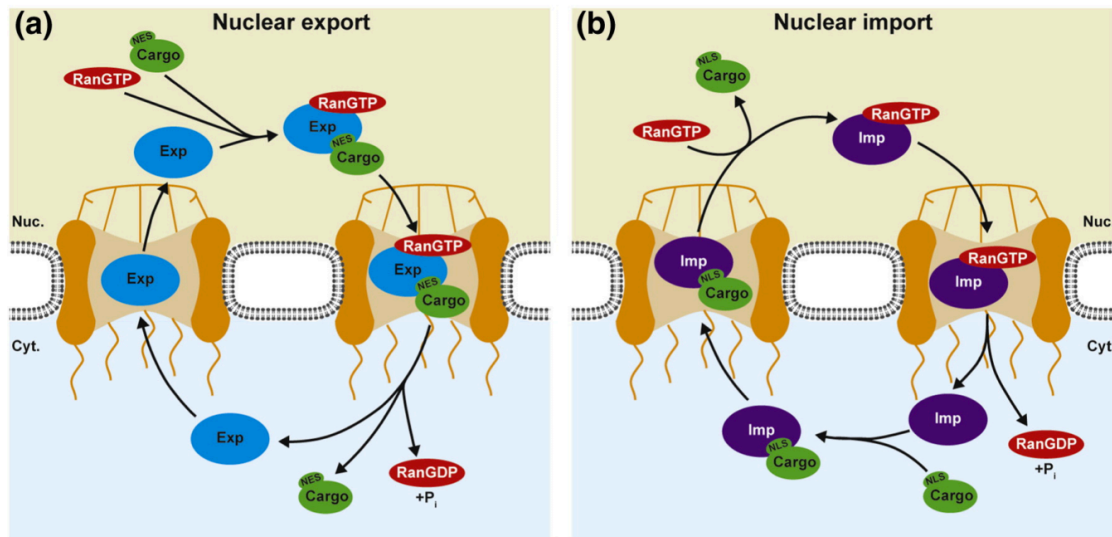 (a)
Nuclear export
NES
Cargo
RanGTP
RanGTP
Exp
Exp
NES
Cargo
Nuc.
RanGTP
Exp
Exp
NES
Cargo
Cyt.
Exp
NES
Cargo
RanGDP
+Pi
(b)
Nuclear import
NLS
Cargo
RanGTP
RanGTP
Imp
Nuc.
Imp
NLS
Cargo
RanGTP
Imp
Cyt.
Imp
NLS
Cargo
Imp
NLS
Cargo
RanGDP
+Pi